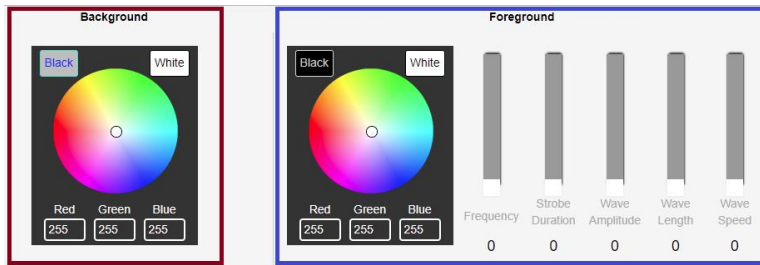 Background
Foreground
Black White
Black White
Red Green Blue
255 255 255
Red Green Blue
255 255 255
Frequency
Strobe
Duration
Wave
Amplitude
Wave
Length
Wave
Speed
0 0 0 0 0